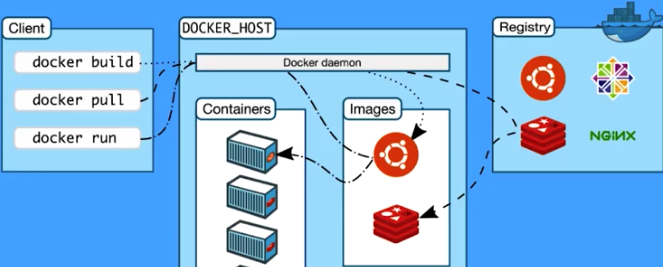 Client
docker build
docker pull
docker run
DOCKER_HOST
Docker daemon
Containers
Images
Registry
NGINX